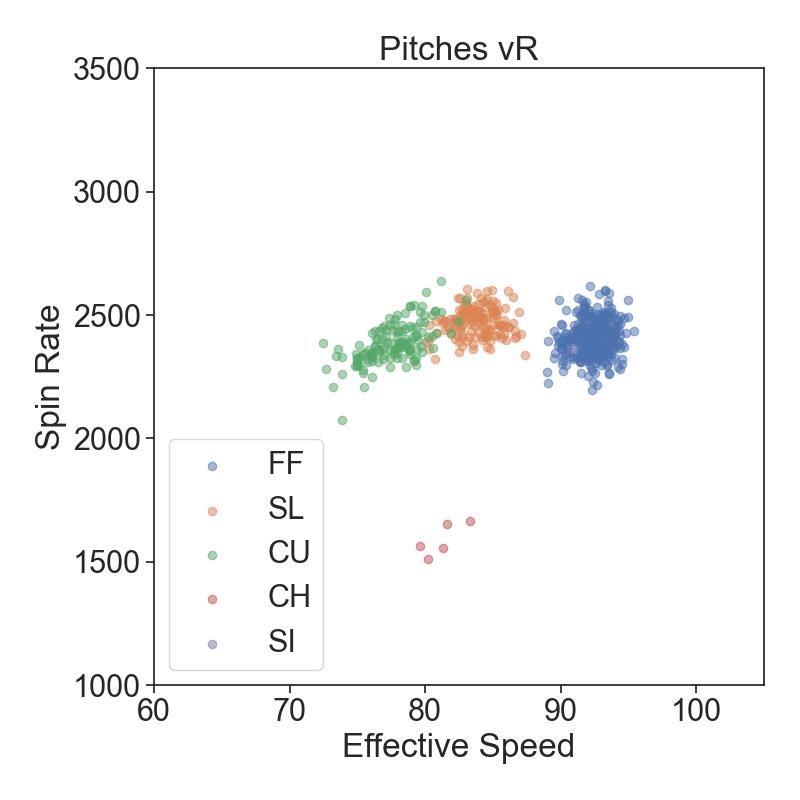 Pitches vR
3500
3000
2500
2000
1500
1000
Spin Rate
FF
SL
CU
CH
SI
60 70 80 90 100
Effective Speed